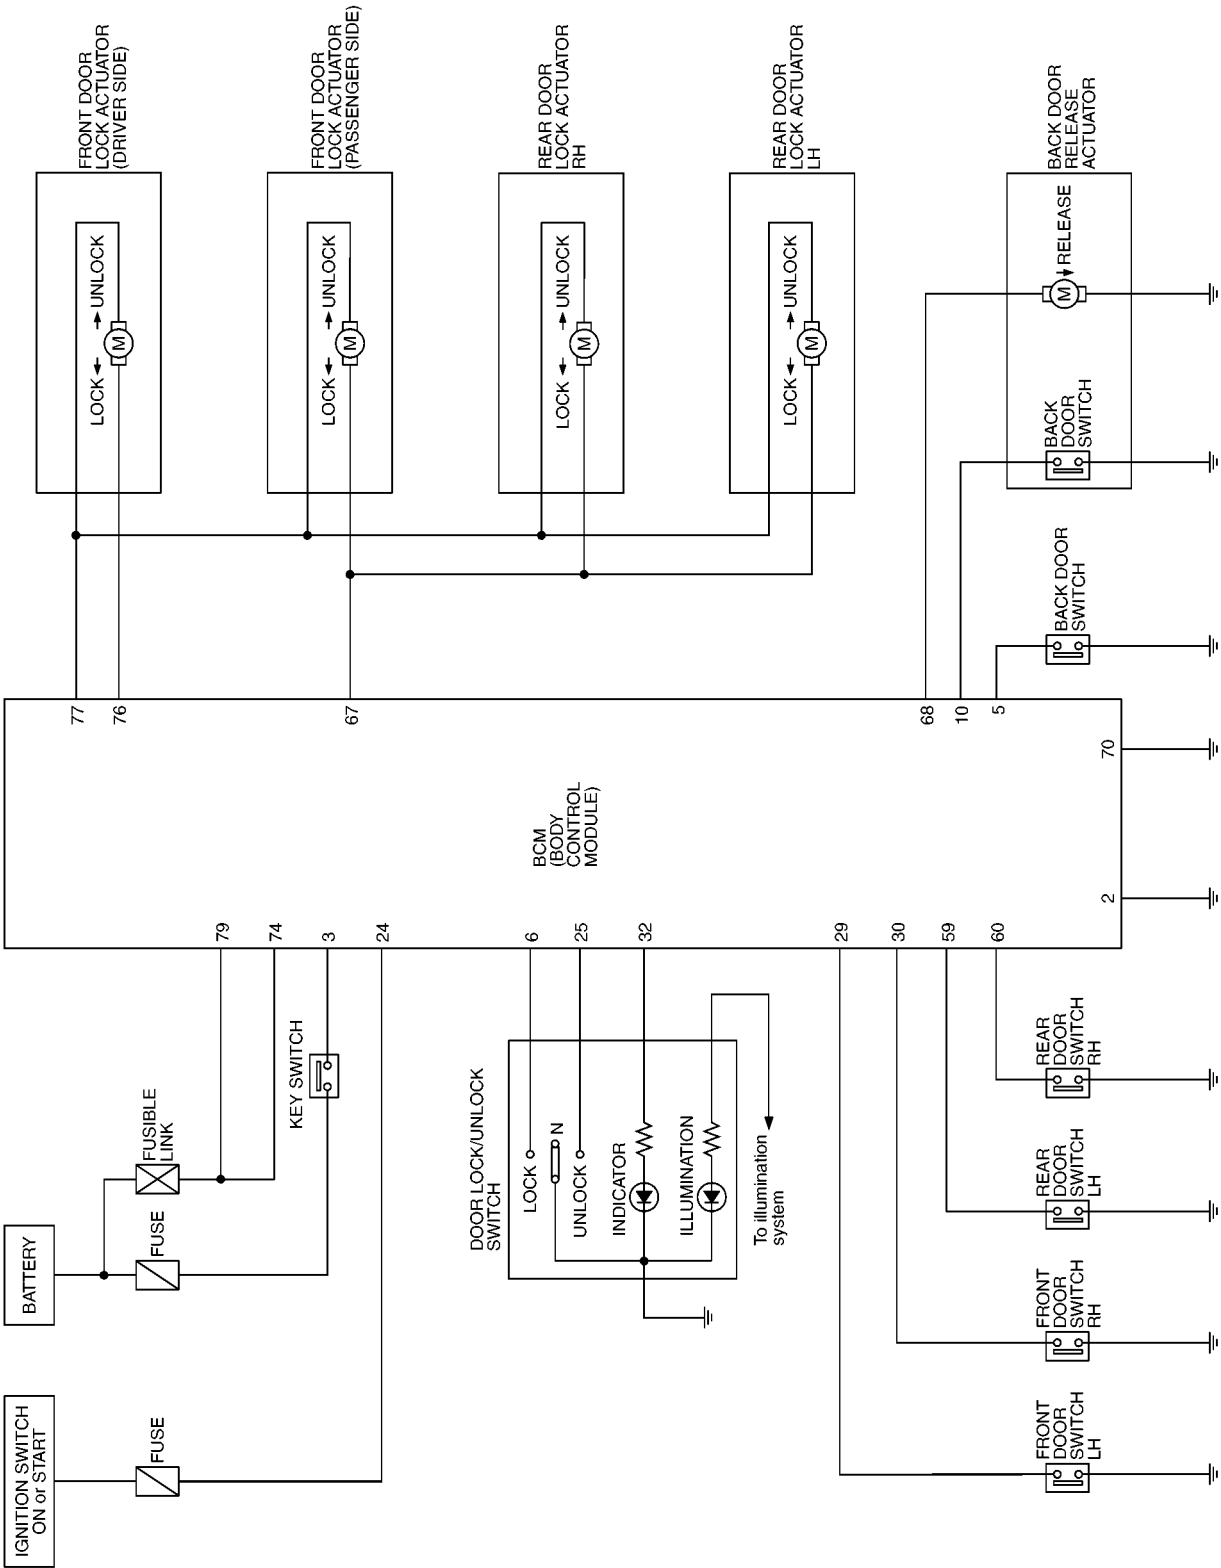 IGNITION SWITCH
ON or START
BATTERY
FUSE
FUSE
FUSIBLE
LINK
KEY SWITCH
79
74
3
24
DOOR LOCK/UNLOCK
SWITCH
LOCK
N
UNLOCK
INDICATOR
ILLUMINATION
To illumination
system
6
25
32
29
30
59
60
FRONT
DOOR
SWITCH
LH
FRONT
DOOR
SWITCH
RH
REAR
DOOR
SWITCH
LH
REAR
DOOR
SWITCH
RH
BCM
(BODY
CONTROL
MODULE)
2
70
77
76
67
68
10
5
FRONT DOOR
LOCK ACTUATOR
(DRIVER SIDE)
LOCK
UNLOCK
M
FRONT DOOR
LOCK ACTUATOR
(PASSENGER SIDE)
LOCK
UNLOCK
M
REAR DOOR
LOCK ACTUATOR
RH
LOCK
UNLOCK
M
REAR DOOR
LOCK ACTUATOR
LH
LOCK
UNLOCK
M
BACK DOOR
RELEASE
ACTUATOR
RELEASE
M
BACK
DOOR
SWITCH
BACK DOOR
SWITCH